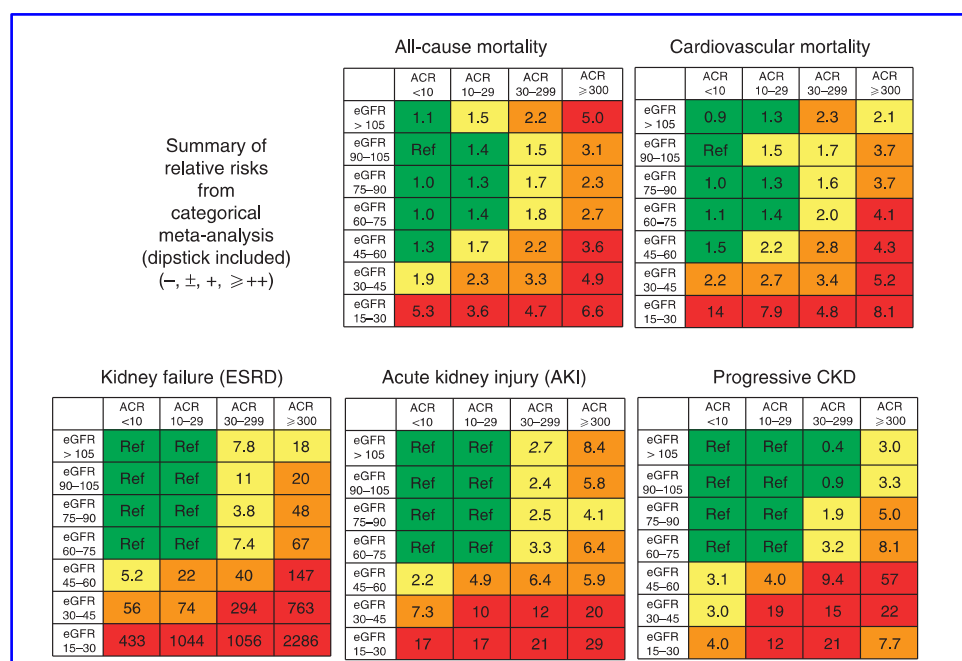 All-cause mortality
ACR <10 ACR 10–29 ACR 30–299 ACR ⩾300
eGFR > 105 1.1 1.5 2.2 5.0
eGFR 90–105 Ref 1.4 1.5 3.1
eGFR 75–90 1.0 1.3 1.7 2.3
eGFR 60–75 1.0 1.4 1.8 2.7
eGFR 45–60 1.3 1.7 2.2 3.6
eGFR 30–45 1.9 2.3 3.3 4.9
eGFR 15–30 5.3 3.6 4.7 6.6
Cardiovascular mortality
ACR <10 ACR 10–29 ACR 30–299 ACR ⩾300
eGFR > 105 0.9 1.3 2.3 2.1
eGFR 90–105 Ref 1.5 1.7 3.7
eGFR 75–90 1.0 1.3 1.6 3.7
eGFR 60–75 1.1 1.4 2.0 4.1
eGFR 45–60 1.5 2.2 2.8 4.3
eGFR 30–45 2.2 2.7 3.4 5.2
eGFR 15–30 14 7.9 4.8 8.1
Summary of
relative risks
from
categorical
meta-analysis
(dipstick included)
(–, ±, +, ⩾++)
Kidney failure (ESRD)
ACR <10 ACR 10–29 ACR 30–299 ACR ⩾300
eGFR > 105 Ref Ref 7.8 18
eGFR 90–105 Ref Ref 11 20
eGFR 75–90 Ref Ref 3.8 48
eGFR 60–75 Ref Ref 7.4 67
eGFR 45–60 5.2 22 40 147
eGFR 30–45 56 74 294 763
eGFR 15–30 433 1044 1056 2286
Acute kidney injury (AKI)
ACR <10 ACR 10–29 ACR 30–299 ACR ⩾300
eGFR > 105 Ref Ref 2.7 8.4
eGFR 90–105 Ref Ref 2.4 5.8
eGFR 75–90 Ref Ref 2.5 4.1
eGFR 60–75 Ref Ref 3.3 6.4
eGFR 45–60 2.2 4.9 6.4 5.9
eGFR 30–45 7.3 10 12 20
eGFR 15–30 17 17 21 29
Progressive CKD
ACR <10 ACR 10–29 ACR 30–299 ACR ⩾300
eGFR > 105 Ref Ref 0.4 3.0
eGFR 90–105 Ref Ref 0.9 3.3
eGFR 75–90 Ref Ref 1.9 5.0
eGFR 60–75 Ref Ref 3.2 8.1
eGFR 45–60 3.1 4.0 9.4 57
eGFR 30–45 3.0 19 15 22
eGFR 15–30 4.0 12 21 7.7